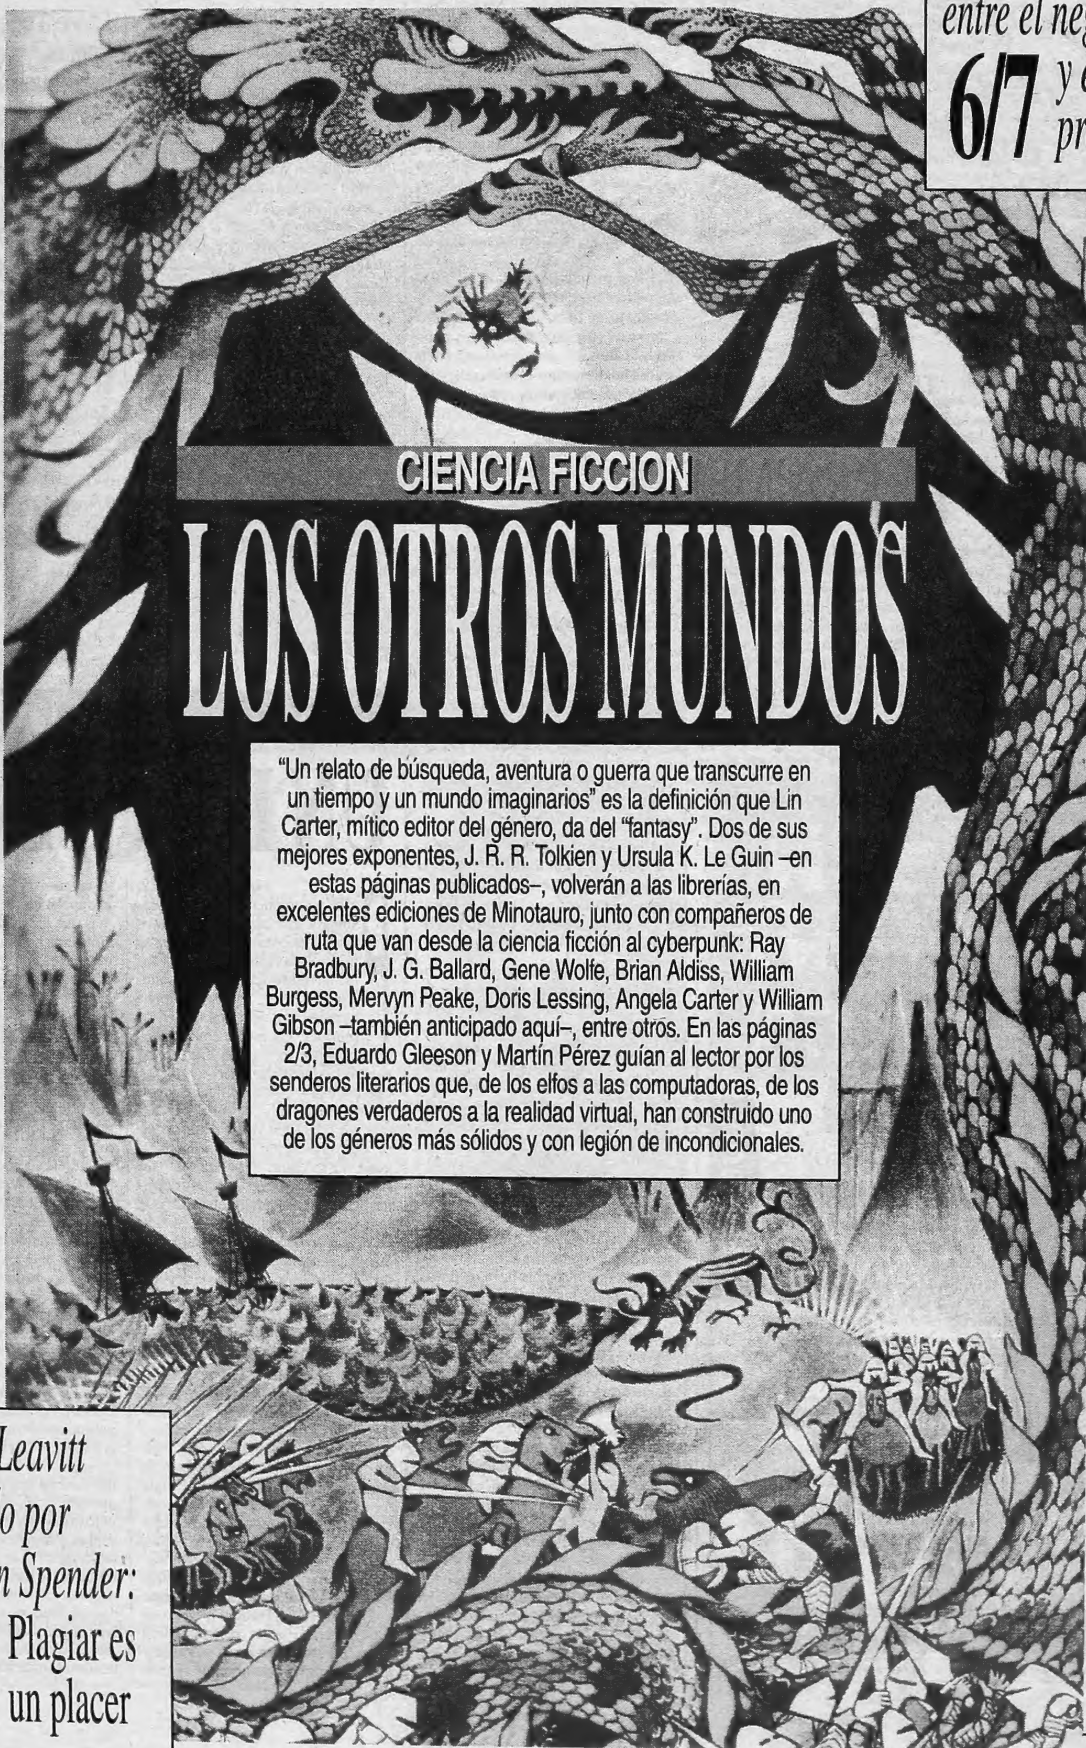 entre el neg
6/7 y e
pr
CIENCIA FICCION
LOS OTROS MUNDOS
"Un relato de búsqueda, aventura o guerra que transcurre en
un tiempo y un mundo imaginarios" es la definición que Lin
Carter, mítico editor del género, da del "fantasy". Dos de sus
mejores exponentes, J. R. R. Tolkien y Ursula K. Le Guin –en
estas páginas publicados–, volverán a las librerías, en
excelentes ediciones de Minotauro, junto con compañeros de
ruta que van desde la ciencia ficción al cyberpunk: Ray
Bradbury, J. G. Ballard, Gene Wolfe, Brian Aldiss, William
Burgess, Mervyn Peake, Doris Lessing, Angela Carter y William
Gibson –también anticipado aquí–, entre otros. En las páginas
2/3, Eduardo Gleeson y Martín Pérez guían al lector por los
senderos literarios que, de los elfos a las computadoras, de los
dragones verdaderos a la realidad virtual, han construido uno
de los géneros más sólidos y con legión de incondicionales.
Leavitt
o por
n Spender:
Plagiar es
un placer